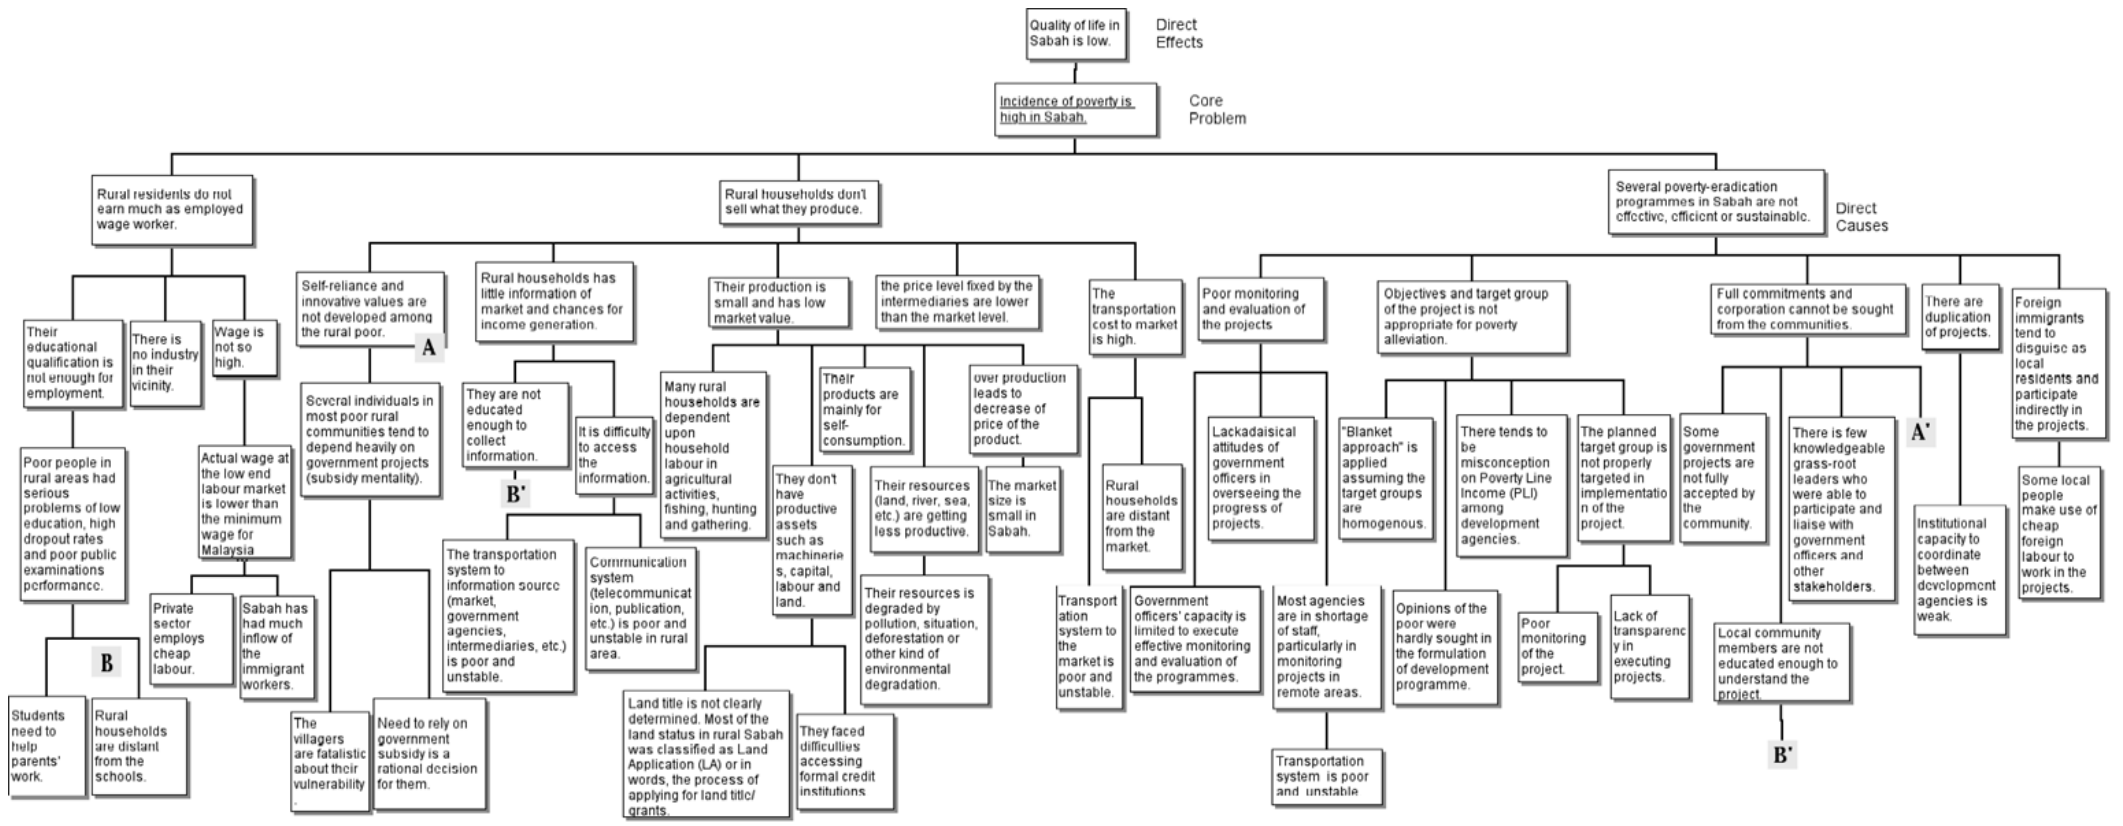 Quality of life in
Sabah is low.
Direct
Effects
Incidence of poverty is
high in Sabah.
Core
Problem
Rural residents do not
earn much as employed
wage worker.
Rural households don't
sell what they produce.
Several poverty-eradication
programmes in Sabah are not
effective, efficient or sustainable.
Direct
Causes
Their
educational
qualification is
not enough for
employment.
There is
no industry
in their
vicinity.
Wage is
not so
high.
Self-reliance and
innovative values are
not developed among
the rural poor.
A
Rural households has
little information of
market and chances for
income generation.
Their production is
small and has low
market value.
the price level fixed by the
intermediaries are lower
than the market level.
The
transportation
cost to market
is high.
Poor monitoring
and evaluation of
the projects
Objectives and target group
of the project is not
appropriate for poverty
alleviation.
Full commitments and
corporation cannot be sought
from the communities.
There are
duplication
of projects.
Foreign
immigrants
tend to
disguise as
local
residents and
participate
indirectly in
the projects.
Poor people in
rural areas had
serious
problems of low
education, high
dropout rates
and poor public
examinations
performance.
Actual wage at
the low end
labour market
is lower than
the minimum
wage for
Malaysia
Several individuals in
most poor rural
communities tend to
depend heavily on
government projects
(subsidy mentality).
They are not
educated
enough to
collect
information.
B'
It is difficulty
to access
the
information.
Many rural
households are
dependent
upon
household
labour in
agricultural
activities,
fishing, hunting
and gathering.
Their
products are
mainly for
self-
consumption.
over production
leads to
decrease of
price of the
product.
They don't
have
productive
assets
such as
machinerie
s, capital,
labour and
land.
Their resources
(land, river, sea,
etc.) are getting
less productive.
The market
size is
small in
Sabah.
Rural
households
are distant
from the
market.
Lackadaisical
attitudes of
government
officers in
overseeing the
progress of
projects.
"Blanket
approach" is
applied
assuming the
target groups
are
homogenous.
There tends to
be
misconception
on Poverty Line
Income (PLI)
among
development
agencies.
The planned
target group is
not properly
targeted in
implementatio
n of the
project.
Some
government
projects are
not fully
accepted by
the
community.
There is few
knowledgeable
grass-root
leaders who
were able to
participate and
liaise with
government
officers and
other
stakeholders.
A'
Institutional
capacity to
coordinate
between
development
agencies is
weak.
Some local
people
make use of
cheap
foreign
labour to
work in the
projects.
Private
sector
employs
cheap
labour.
Sabah has
had much
inflow of
the
immigrant
workers.
The transportation
system to
information source
(market,
government
agencies,
intermediaries, etc.)
is poor and
unstable.
Communication
system
(telecommunicat
ion, publication,
etc.) is poor and
unstable in rural
area.
Their resources is
degraded by
pollution, situation,
deforestation or
other kind of
environmental
degradation.
Transport
ation
system to
the
market is
poor and
unstable.
Government
officers' capacity is
limited to execute
effective monitoring
and evaluation of
the programmes.
Most agencies
are in shortage
of staff,
particularly in
monitoring
projects in
remote areas.
Opinions of the
poor were
hardly sought in
the formulation
of development
programme.
Poor
monitoring
of the
project.
Lack of
transparenc
y in
executing
projects.
Local community
members are not
educated enough to
understand the
project.
B'
B
Students
need to
help
parents'
work.
Rural
households
are distant
from the
schools.
The
villagers
are fatalistic
about their
vulnerability
.
Need to rely on
government
subsidy is a
rational decision
for them.
Land title is not clearly
determined. Most of the
land status in rural Sabah
was classified as Land
Application (LA) or in
words, the process of
applying for land title/
grants.
They faced
difficulties
accessing
formal credit
institutions
Transportation
system is poor
and unstable